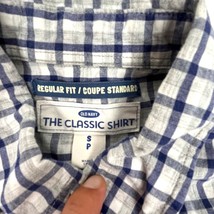 REGULAR FIT / COUPE STANDARD
OLD NAVY
THE CLASSIC SHIRT
S
P